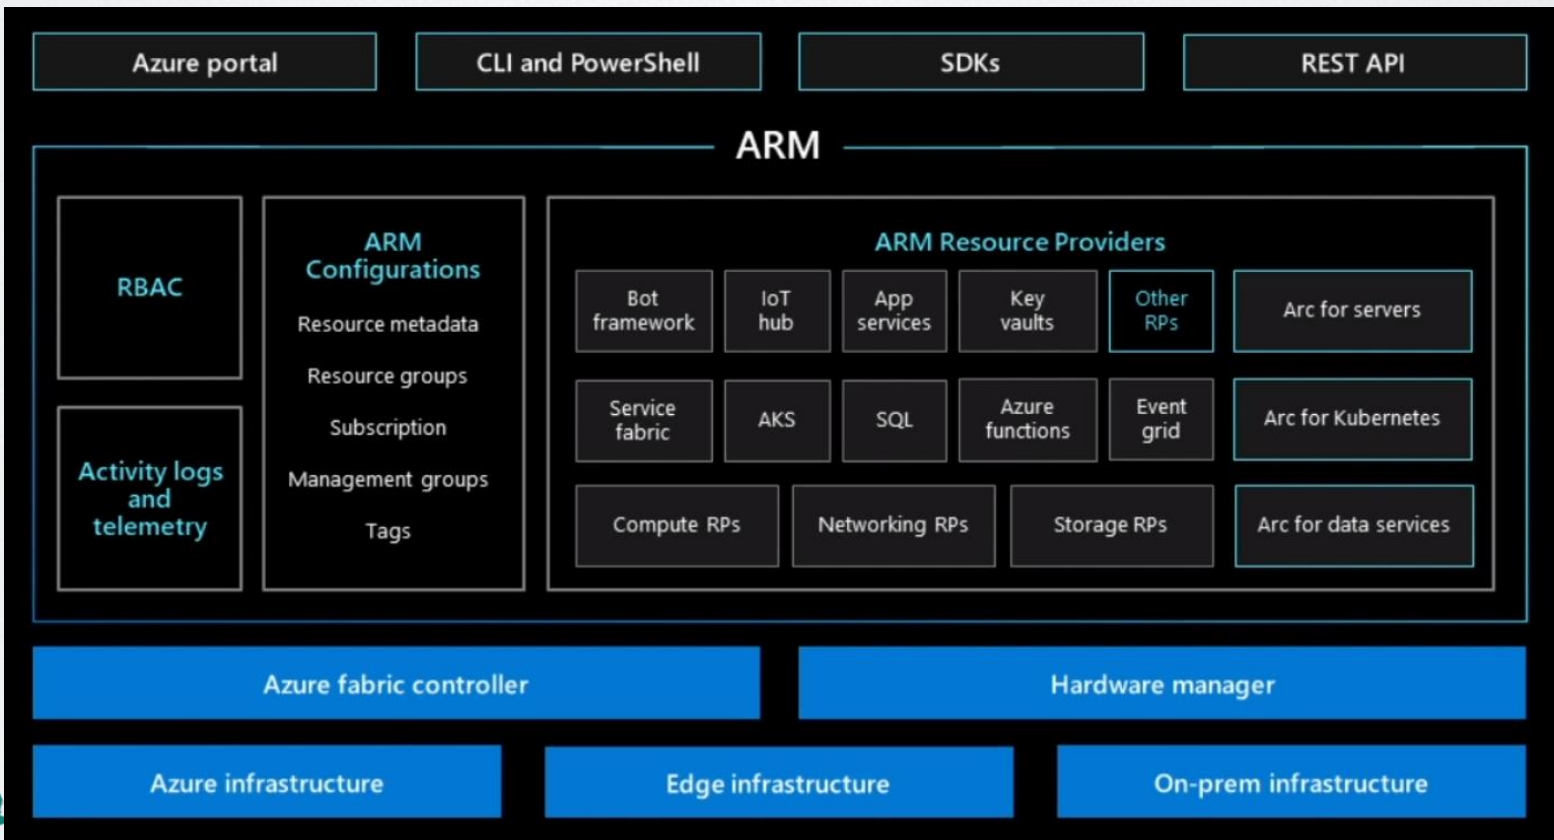 Azure portal
CLI and PowerShell
SDKs
REST API
ARM
RBAC
Activity logs
and
telemetry
ARM
Configurations
Resource metadata
Resource groups
Subscription
Management groups
Tags
ARM Resource Providers
Bot
framework
IoT
hub
App
services
Key
vaults
Other
RPs
Arc for servers
Service
fabric
AKS
SQL
Azure
functions
Event
grid
Arc for Kubernetes
Compute RPs
Networking RPs
Storage RPs
Arc for data services
Azure fabric controller
Hardware manager
Azure infrastructure
Edge infrastructure
On-prem infrastructure